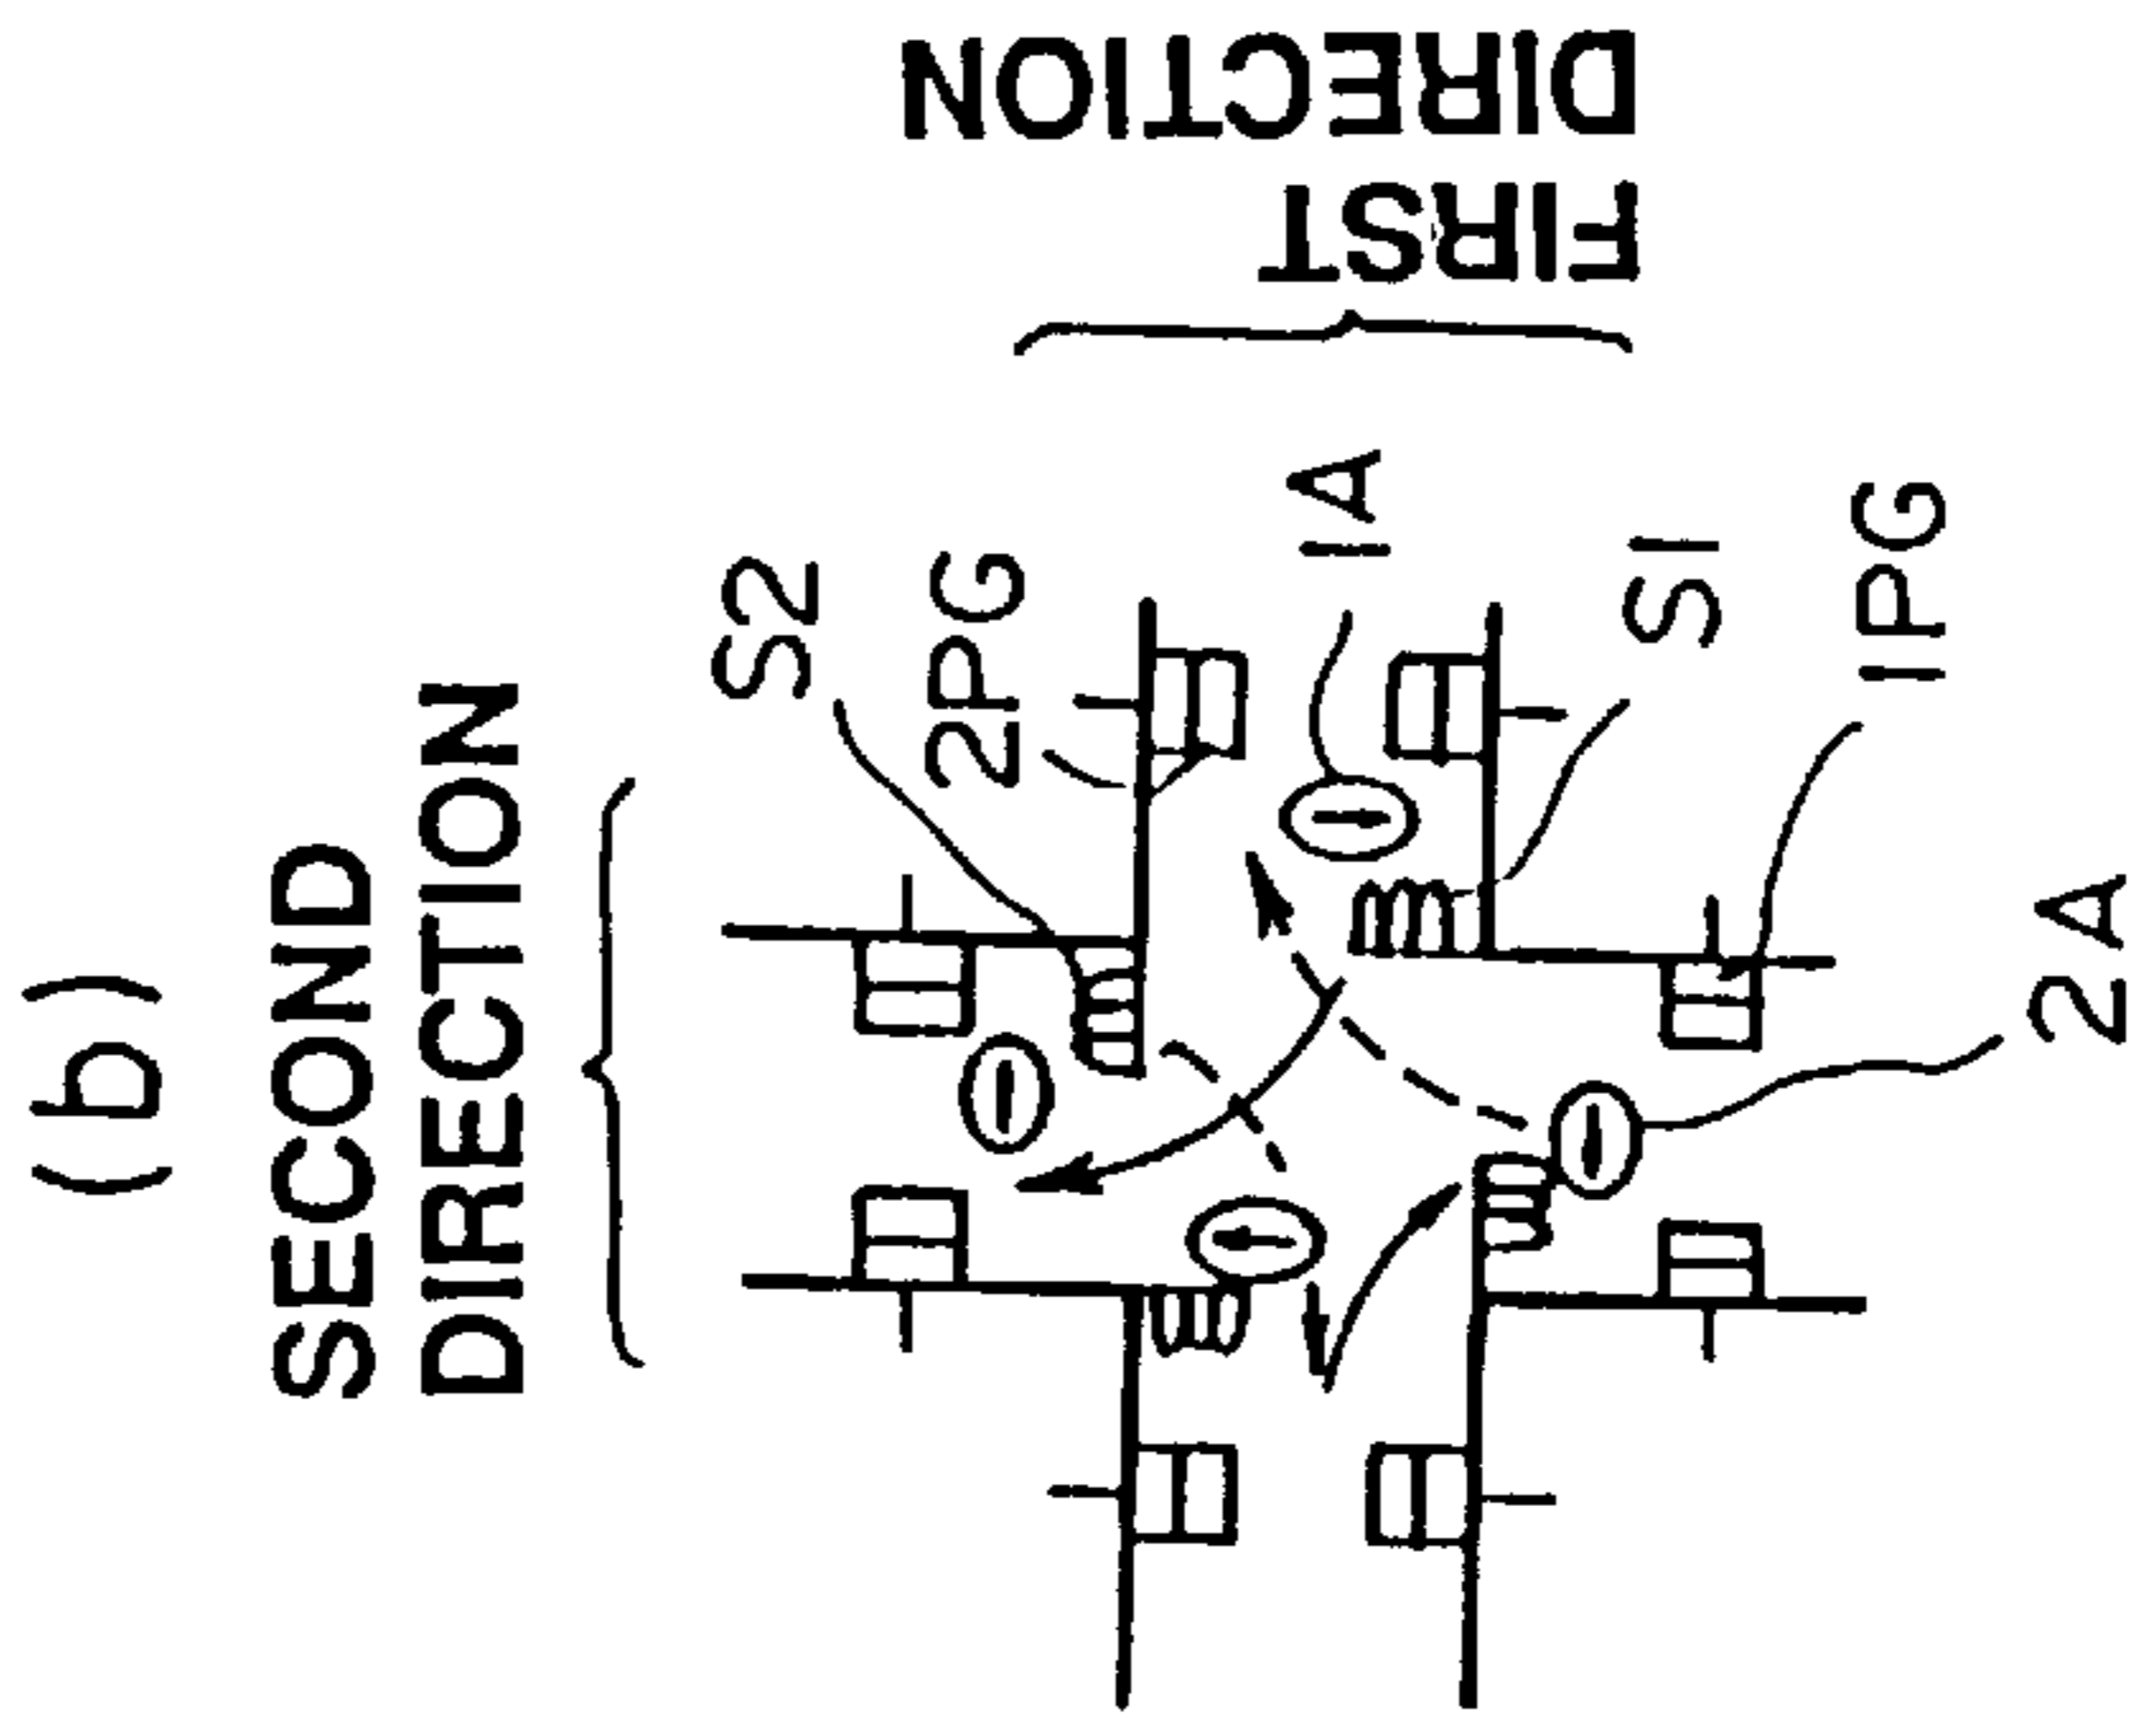 (b)
SECOND
DIRECTION
FIRST
DIRECTION
S2
2PG
1A
S1
1PG
2A